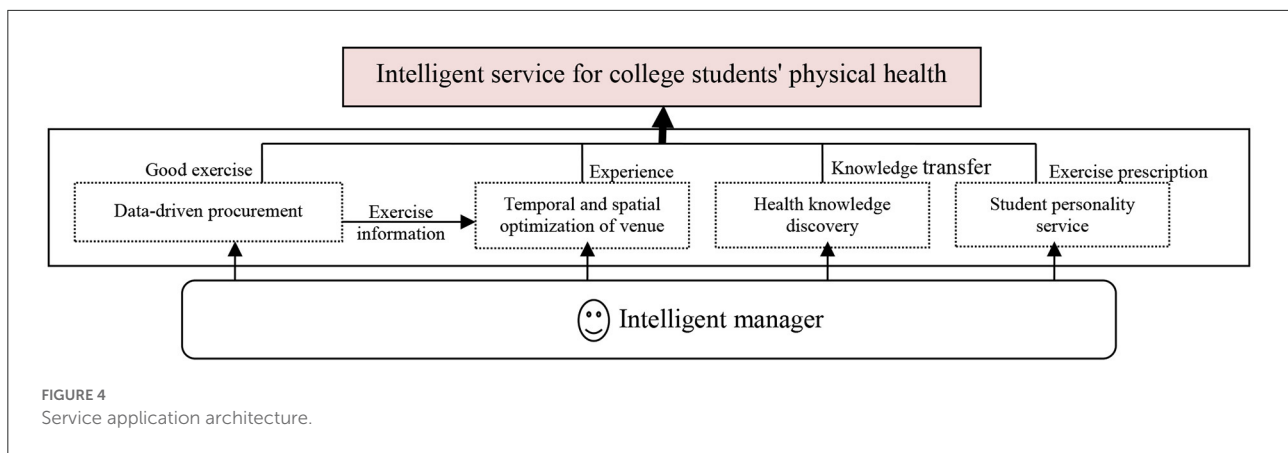 Intelligent service for college students' physical health
Good exercise
Experience
Knowledge transfer
Exercise prescription
Data-driven procurement
Exercise
information
Temporal and spatial
optimization of venue
Health knowledge
discovery
Student personality
service
Intelligent manager
FIGURE 4
Service application architecture.